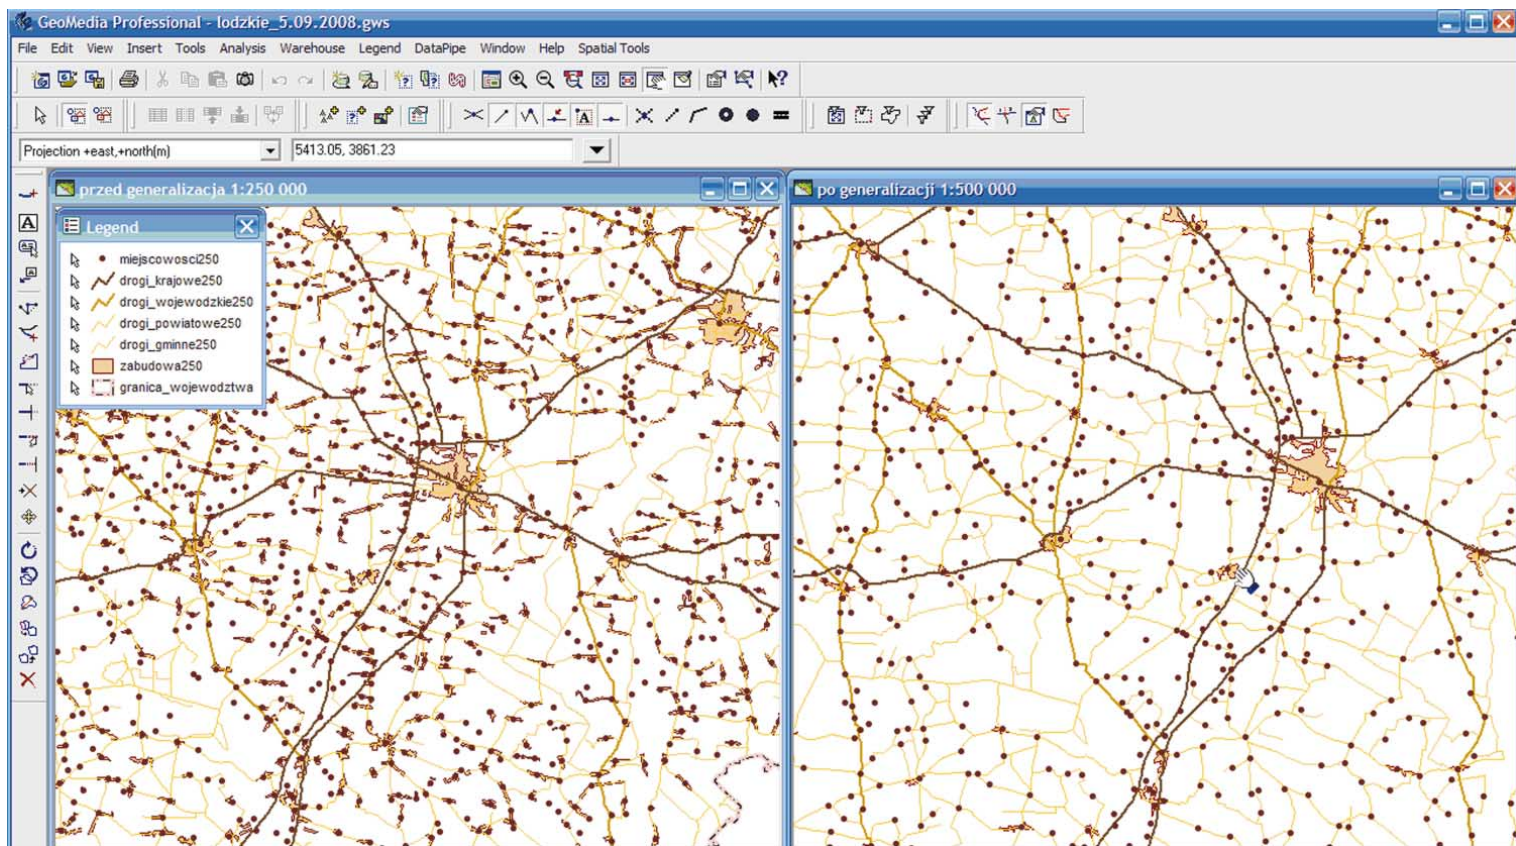 GeoMedia Professional - lodzkie_5.09.2008.gws
File Edit View Insert Tools Analysis Warehouse Legend DataPipe Window Help Spatial Tools
Projection +east,+north(m) 5413.05, 3861.23
przed generalizacja 1:250 000
Legend
miejscowosci250
drogi_krajowe250
drogi_wojewodzkie250
drogi_powiatowe250
drogi_gminne250
zabudowa250
granica_wojewodztwa
po generalizacji 1:500 000